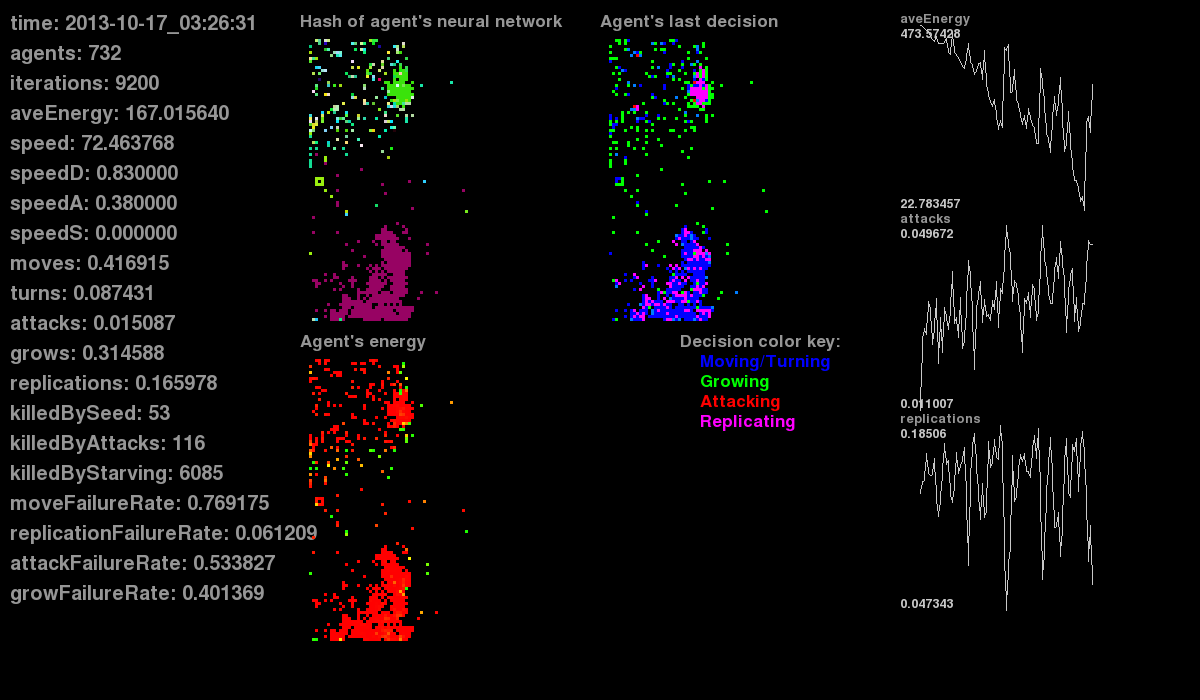 time: 2013-10-17_03:26:31
agents: 732
iterations: 9200
aveEnergy: 167.015640
speed: 72.463768
speedD: 0.830000
speedA: 0.380000
speedS: 0.000000
moves: 0.416915
turns: 0.087431
attacks: 0.015087
grows: 0.314588
replications: 0.165978
killedBySeed: 53
killedByAttacks: 116
killedByStarving: 6085
moveFailureRate: 0.769175
replicationFailureRate: 0.061209
attackFailureRate: 0.533827
growFailureRate: 0.401369
Hash of agent's neural network
Agent's last decision
Agent's energy
Decision color key:
Moving/Turning
Growing
Attacking
Replicating
aveEnergy
473.57428
22.783457
attacks
0.049672
0.011007
replications
0.18506
0.047343